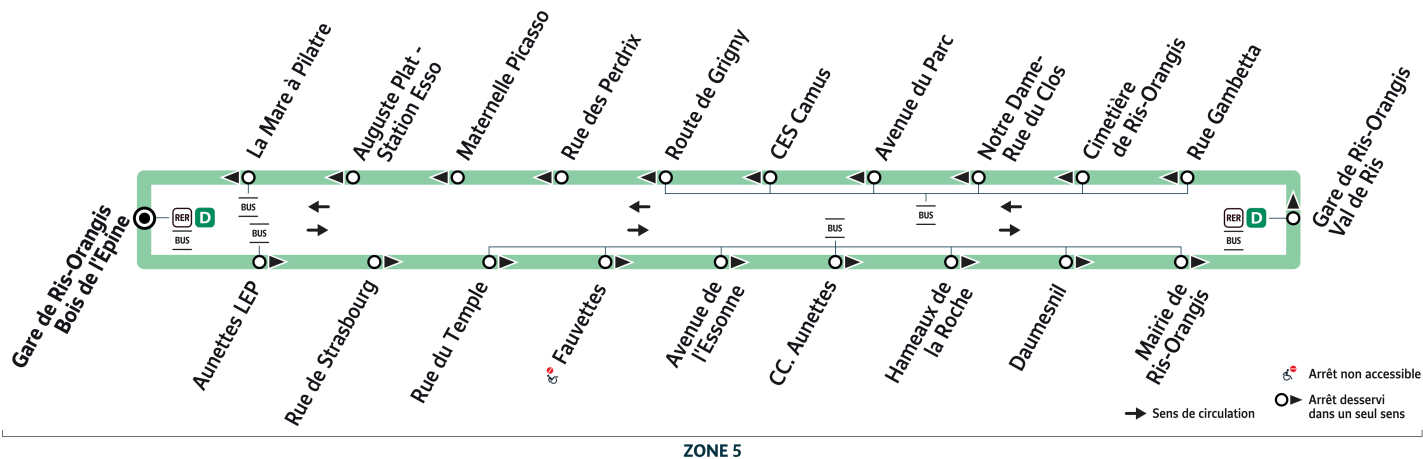 La Mare à Pilatre
Auguste Plat -
Station Esso
Maternelle Picasso
Rue des Perdrix
Route de Grigny
CES Camus
Avenue du Parc
Notre Dame-
Rue du Clos
Cimetière
de Ris-Orangis
Rue Gambetta
Gare de Ris-Orangis
Val de Ris
Gare de Ris-Orangis
Bois de l'Epine
RER D
BUS
BUS
BUS
BUS
BUS
RER D
BUS
Aunettes LEP
Rue de Strasbourg
Rue du Temple
Fauvettes
Avenue de
l'Essonne
CC. Aunettes
Hameaux de
la Roche
Daumesnil
Mairie de
Ris-Orangis
Arrêt non accessible
Arrêt desservi
dans un seul sens
Sens de circulation
ZONE 5